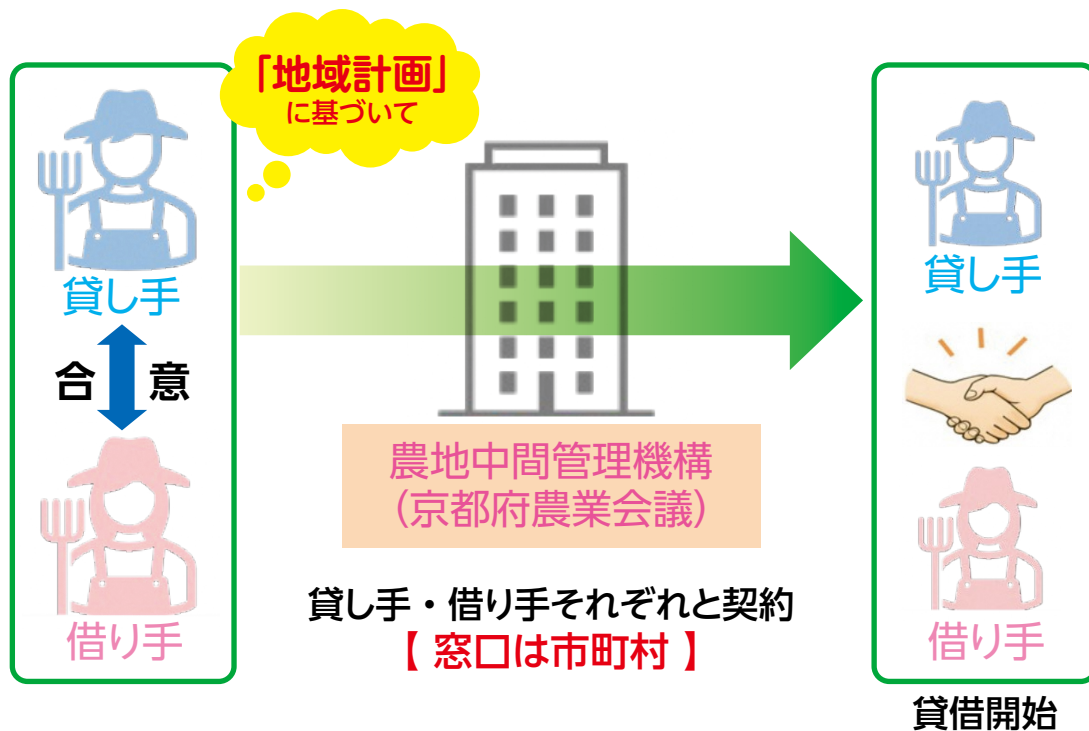 「地域計画」
に基づいて
貸し手
合 意
借り手
農地中間管理機構
（京都府農業会議）
貸し手・借り手それぞれと契約
【 窓口は市町村 】
貸し手
借り手
貸借開始